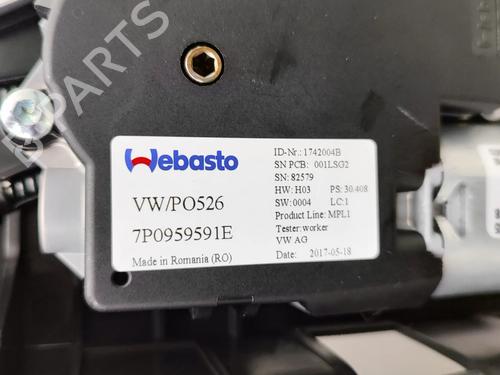 Webasto
VW/PO526
7P0959591E
Made in Romania (RO)
ID-Nr.: 1742004B
SN PCB: 001LSG2
SN: 82579
HW: H03 PS: 30.408
SW: 0004 LC: 1
Product Line: MPL1
Tester: worker
VW AG
Date: 2017-05-18
B-PARTS